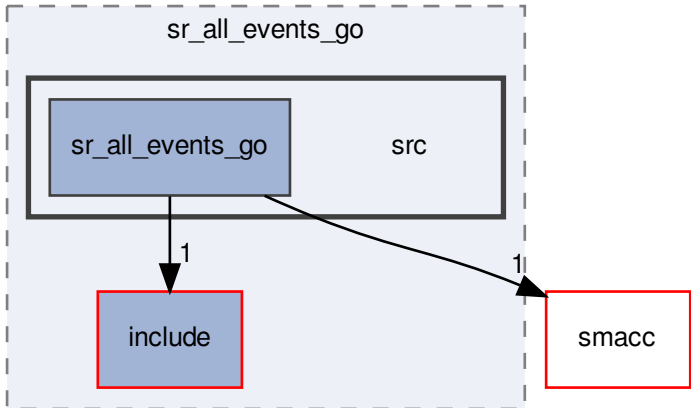 sr_all_events_go
sr_all_events_go
src
1
1
include
smacc